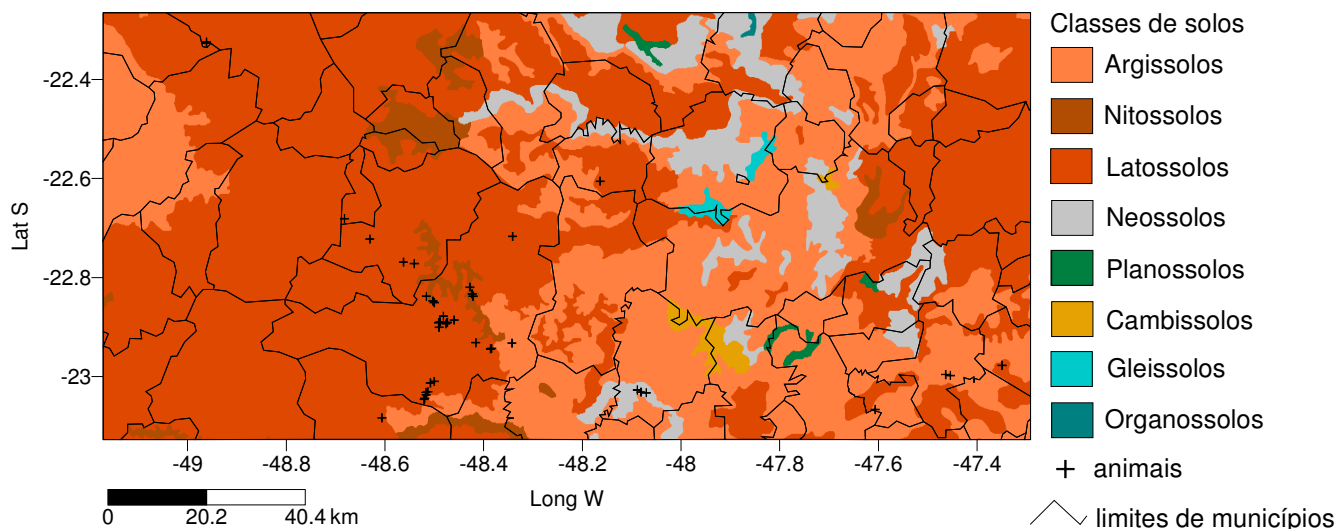 Classes de solos
Argissolos
Nitossolos
Latossolos
Neossolos
Planossolos
Cambissolos
Gleissolos
Organossolos
animais
limites de municípios
Lat S
-22.4
-22.6
-22.8
-23
-49 -48.8 -48.6 -48.4 -48.2 -48 -47.8 -47.6 -47.4
Long W
0 20.2 40.4 km